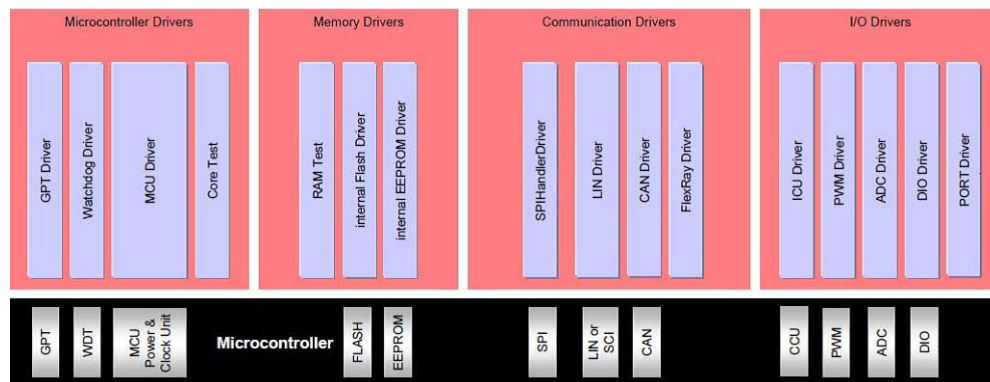 Microcontroller Drivers
Memory Drivers
Communication Drivers
I/O Drivers
GPT Driver
Watchdog Driver
MCU Driver
Core Test
RAM Test
internal Flash Driver
internal EEPROM Driver
SPIHandlerDriver
LIN Driver
CAN Driver
FlexRay Driver
ICU Driver
PWM Driver
ADC Driver
DIO Driver
PORT Driver
GPT
WDT
MCU
Power &
Clock Unit
Microcontroller
FLASH
EEPROM
SPI
LIN or
SCI
CAN
CCU
PWM
ADC
DIO